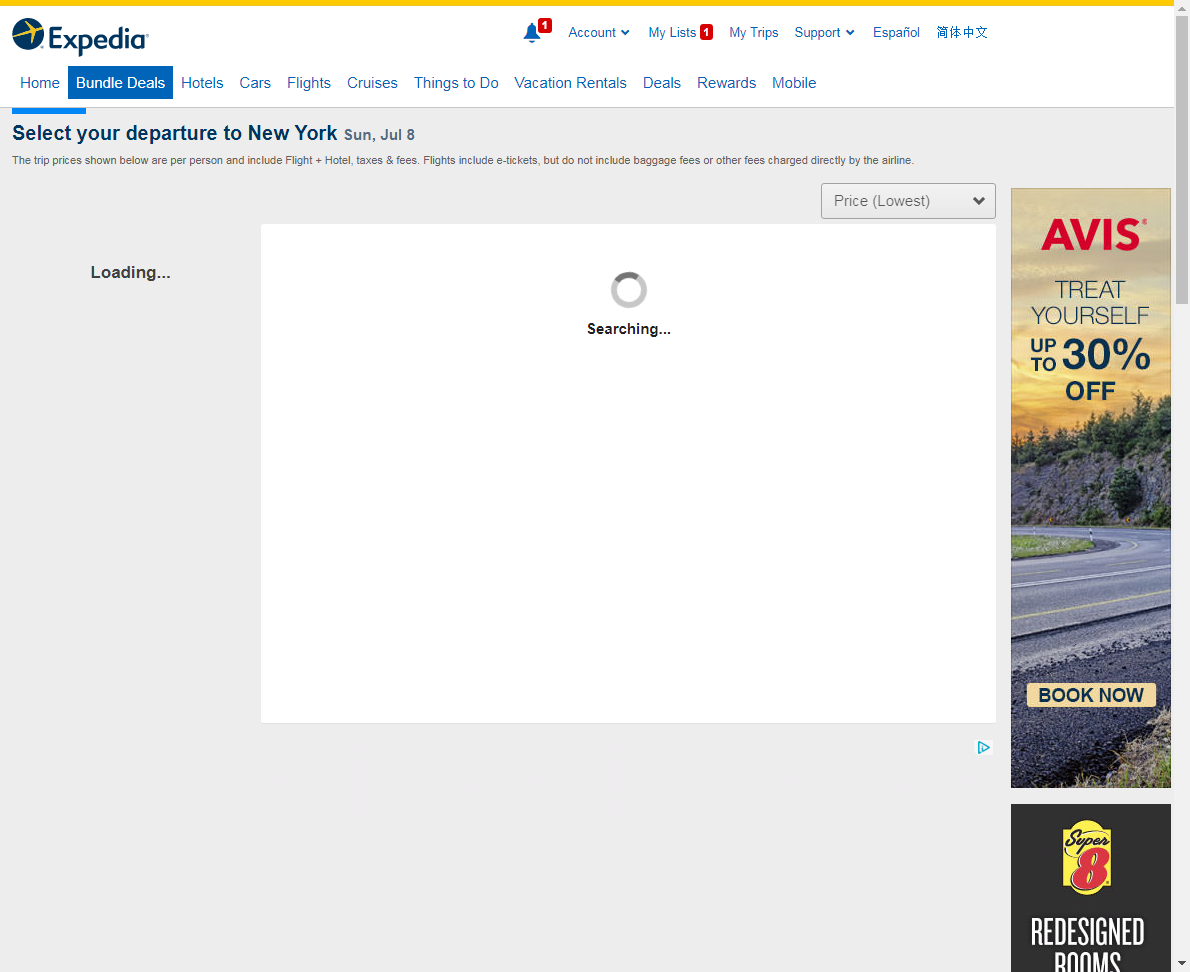 Expedia
1
Account
My Lists 1
My Trips
Support
Español
简体中文
Home
Bundle Deals
Hotels
Cars
Flights
Cruises
Things to Do
Vacation Rentals
Deals
Rewards
Mobile
Select your departure to New York Sun, Jul 8
The trip prices shown below are per person and include Flight + Hotel, taxes & fees. Flights include e-tickets, but do not include baggage fees or other fees charged directly by the airline.
Price (Lowest)
Loading...
Searching...
AVIS®
TREAT
YOURSELF
UP TO 30%
OFF
BOOK NOW
Super
8
REDESIGNED
ROOMS